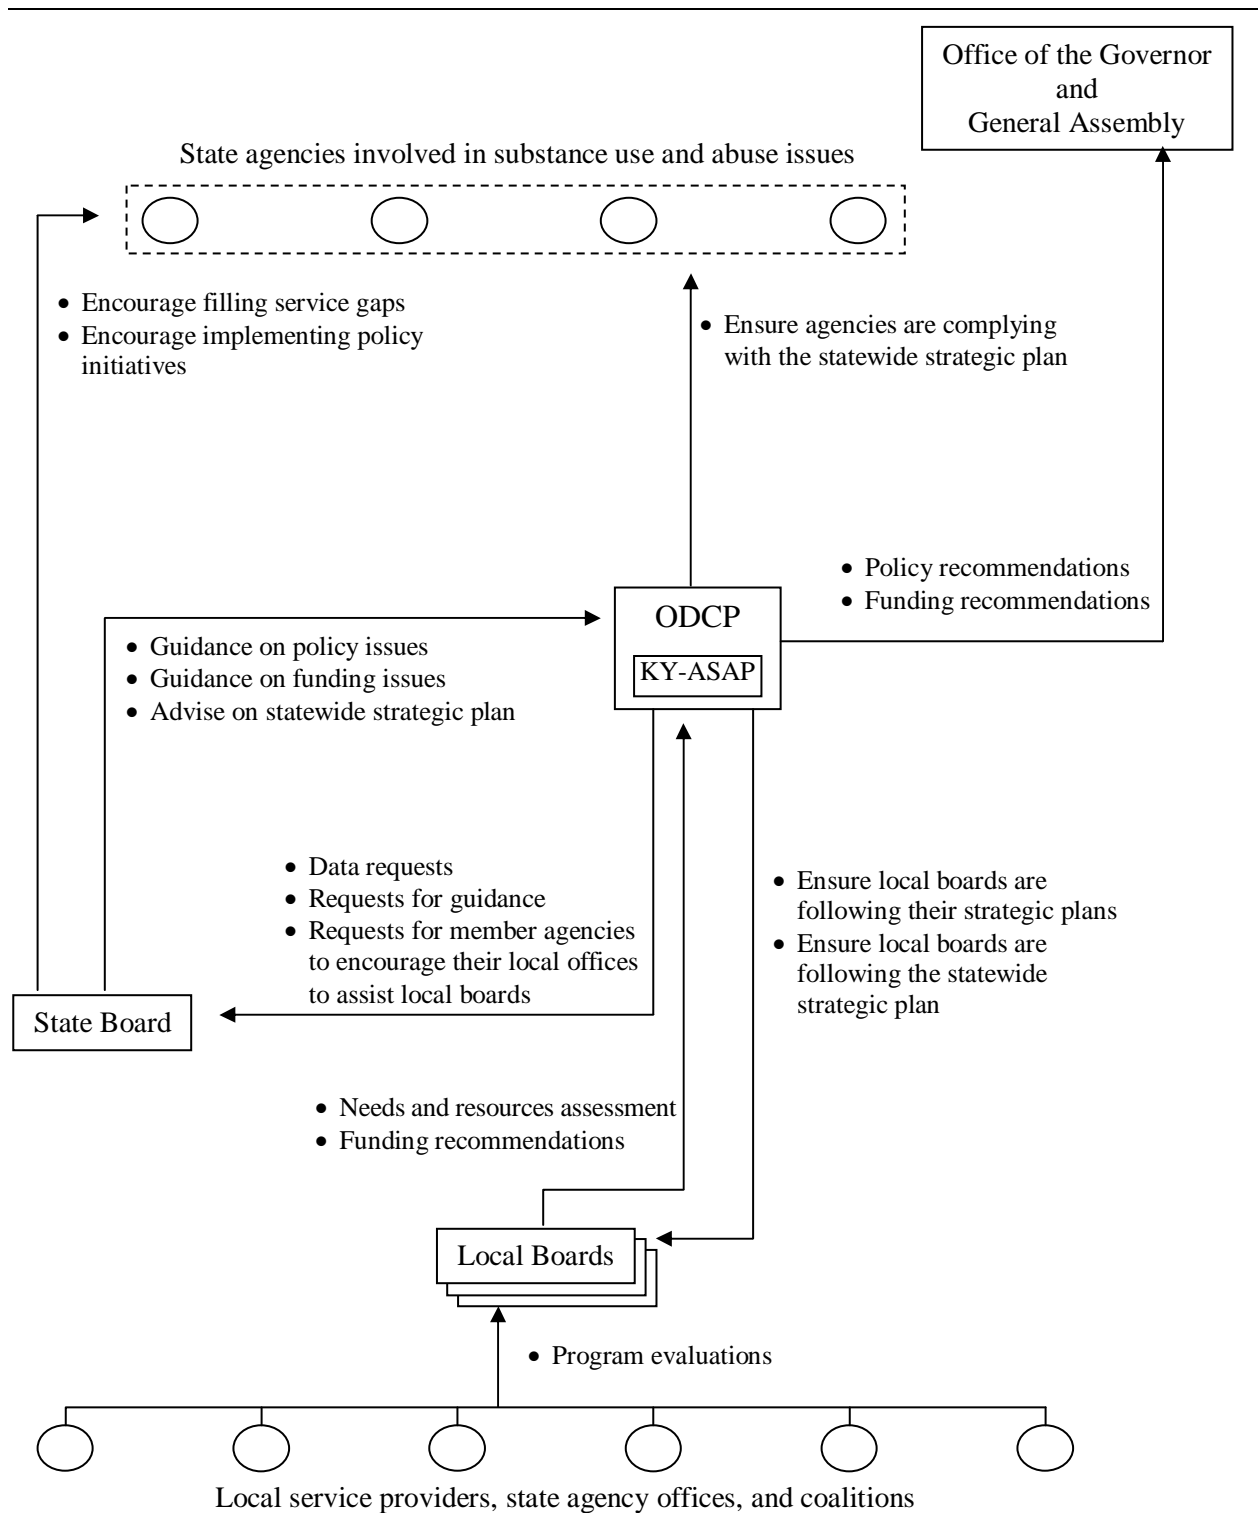 Office of the Governor
and
General Assembly
State agencies involved in substance use and abuse issues
• Encourage filling service gaps
• Encourage implementing policy
initiatives
• Ensure agencies are complying
with the statewide strategic plan
• Policy recommendations
• Funding recommendations
ODCP
KY-ASAP
• Guidance on policy issues
• Guidance on funding issues
• Advise on statewide strategic plan
• Data requests
• Requests for guidance
• Requests for member agencies
to encourage their local offices
to assist local boards
• Ensure local boards are
following their strategic plans
• Ensure local boards are
following the statewide
strategic plan
State Board
• Needs and resources assessment
• Funding recommendations
Local Boards
• Program evaluations
Local service providers, state agency offices, and coalitions